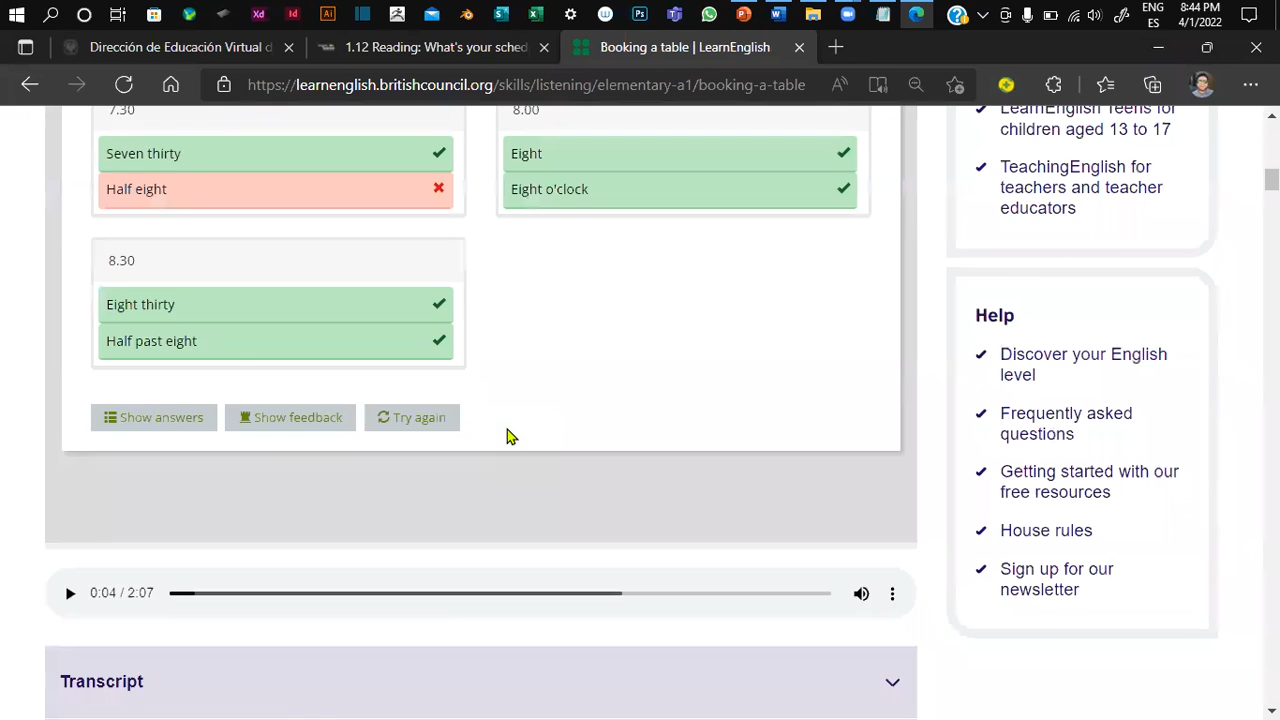 ENG
8:44 PM
ES
4/1/2022
Dirección de Educación Virtual d
1.12 Reading: What's your sched
Booking a table | LearnEnglish
https://learnenglish.britishcouncil.org/skills/listening/elementary-a1/booking-a-table
7.30
8.00
Seven thirty
Eight
Half eight
Eight o'clock
8.30
Eight thirty
Half past eight
Show answers
Show feedback
Try again
0:04 / 2:07
Transcript
LearnEnglish Teens for
children aged 13 to 17
TeachingEnglish for
teachers and teacher
educators
Help
Discover your English
level
Frequently asked
questions
Getting started with our
free resources
House rules
Sign up for our
newsletter